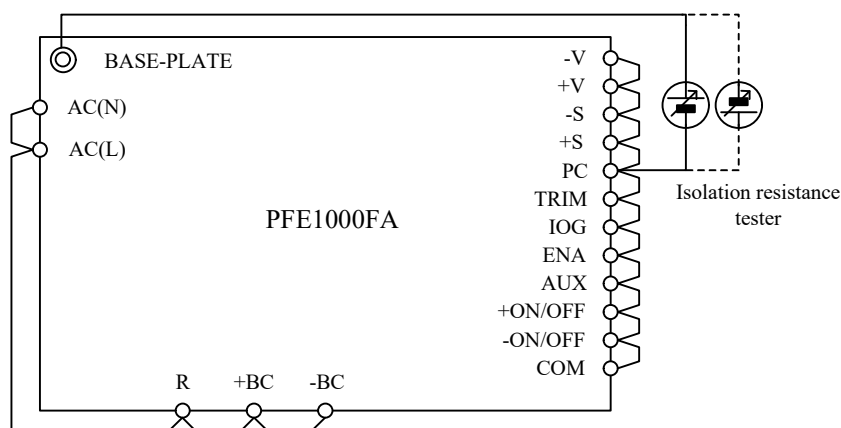 BASE-PLATE
AC(N)
AC(L)
PFE1000FA
-V
+V
-S
+S
PC
TRIM
IOG
ENA
AUX
+ON/OFF
-ON/OFF
COM
R
+BC
-BC
Isolation resistance
tester